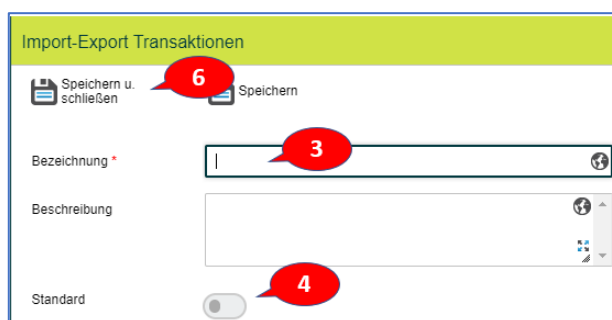 Import-Export Transaktionen
Speichern u.
schließen
6
Speichern
Bezeichnung *
3
Beschreibung
Standard
4